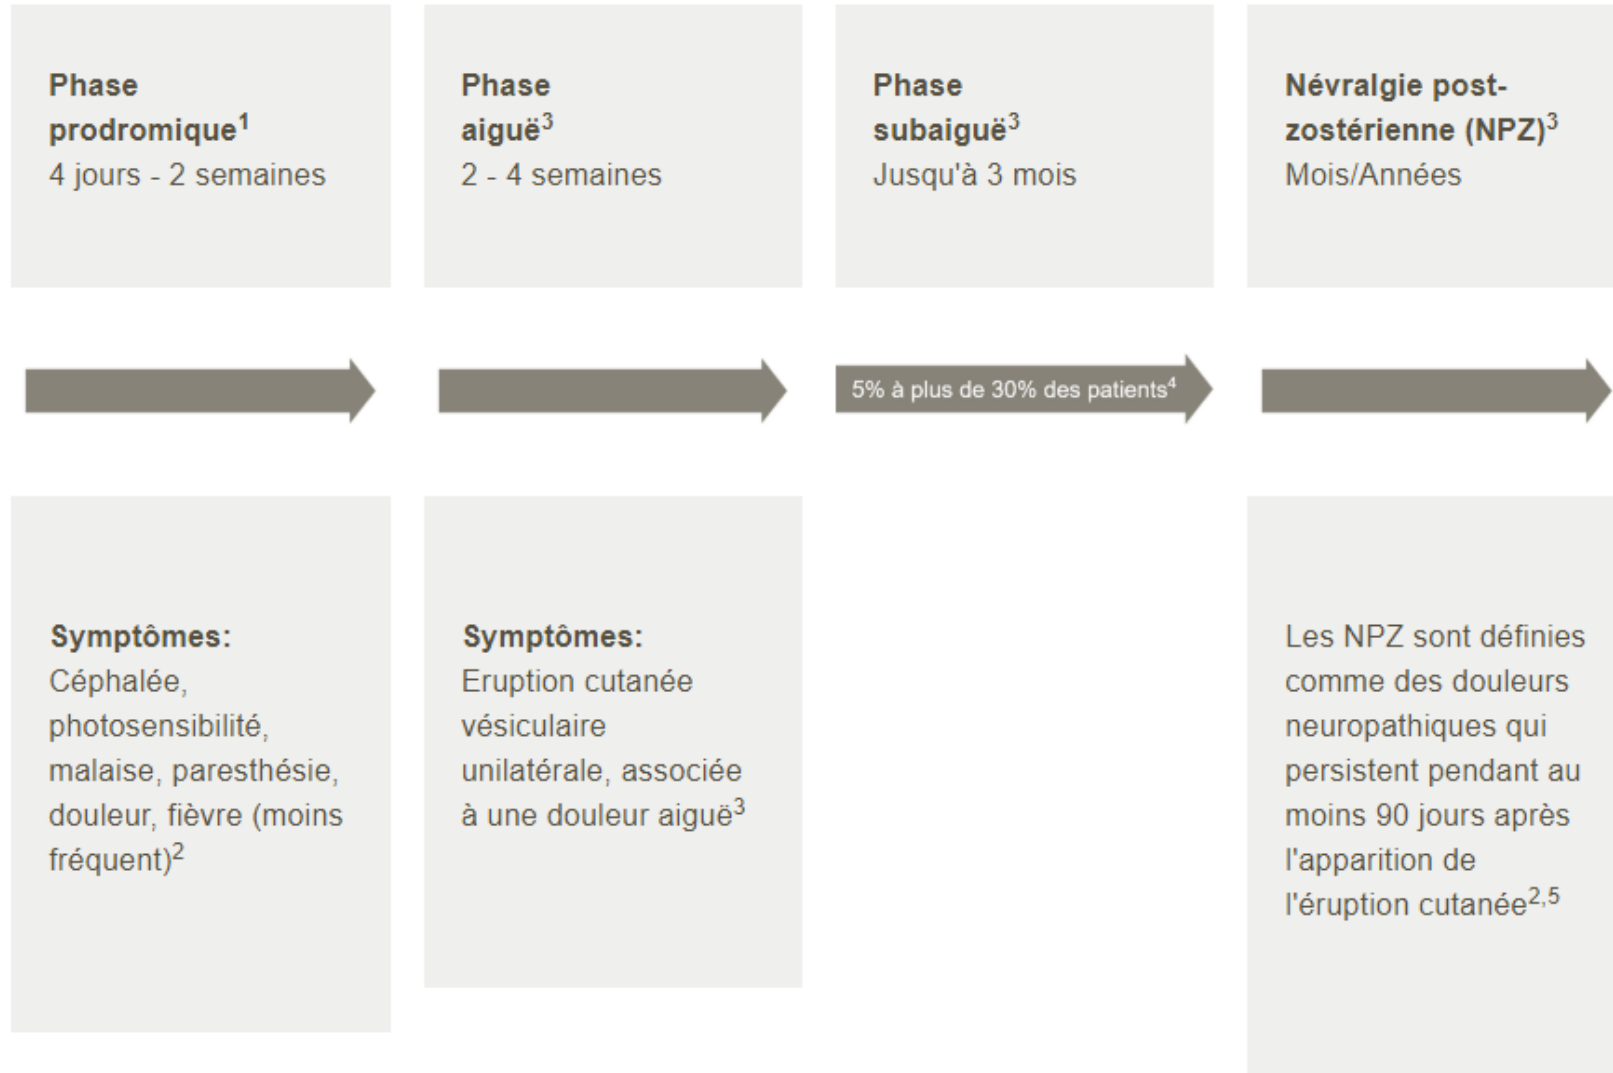 Phase
prodromique¹
4 jours - 2 semaines
Phase
aiguë³
2 - 4 semaines
Phase
subaiguë³
Jusqu'à 3 mois
Névralgie post-
zostérienne (NPZ)³
Mois/Années
5% à plus de 30% des patients⁴
Symptômes:
Céphalée,
photosensibilité,
malaise, paresthésie,
douleur, fièvre (moins
fréquent)²
Symptômes:
Eruption cutanée
vésiculaire
unilatérale, associée
à une douleur aiguë³
Les NPZ sont définies
comme des douleurs
neuropathiques qui
persistent pendant au
moins 90 jours après
l'apparition de
l'éruption cutanée²,⁵